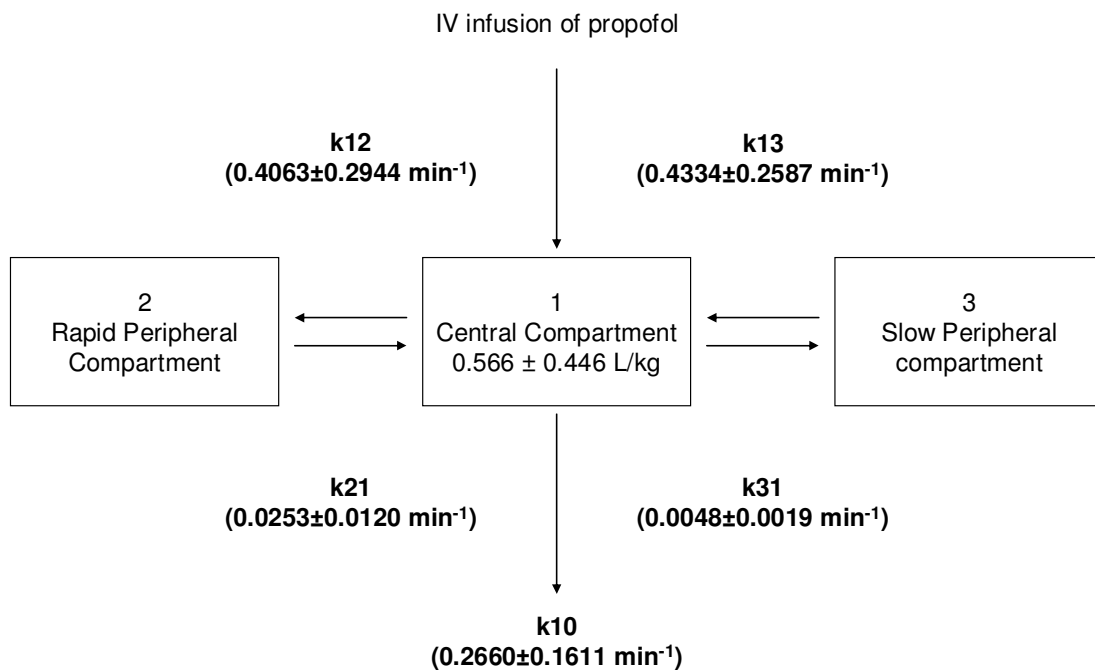 IV infusion of propofol
k12
(0.4063±0.2944 min⁻¹)
k13
(0.4334±0.2587 min⁻¹)
2
Rapid Peripheral
Compartment
1
Central Compartment
0.566 ± 0.446 L/kg
3
Slow Peripheral
compartment
k21
(0.0253±0.0120 min⁻¹)
k31
(0.0048±0.0019 min⁻¹)
k10
(0.2660±0.1611 min⁻¹)